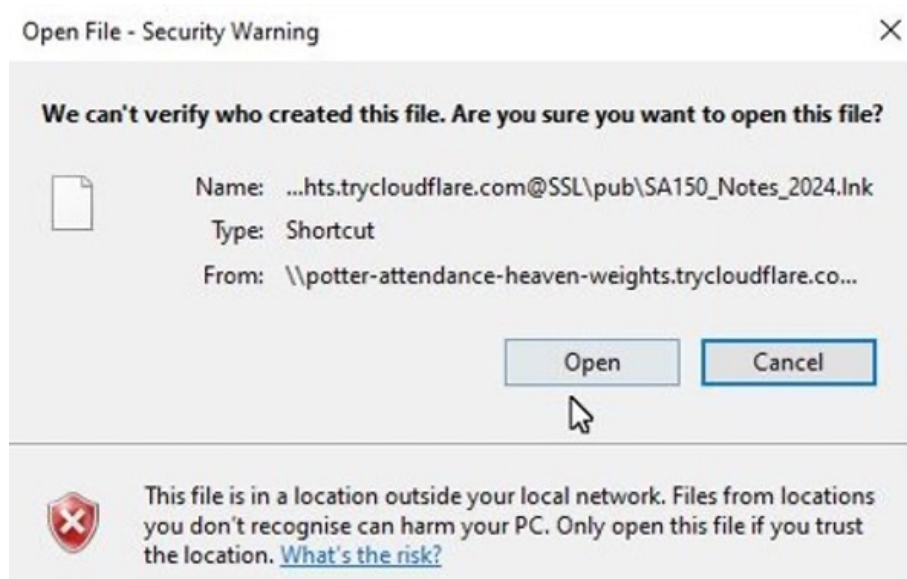 Open File - Security Warning
We can't verify who created this file. Are you sure you want to open this file?
Name: ...hts.trycloudflare.com@SSL\pub\SA150_Notes_2024.lnk
Type: Shortcut
From: \\potter-attendance-heaven-weights.trycloudflare.co...
Open Cancel
This file is in a location outside your local network. Files from locations
you don't recognise can harm your PC. Only open this file if you trust
the location. What's the risk?